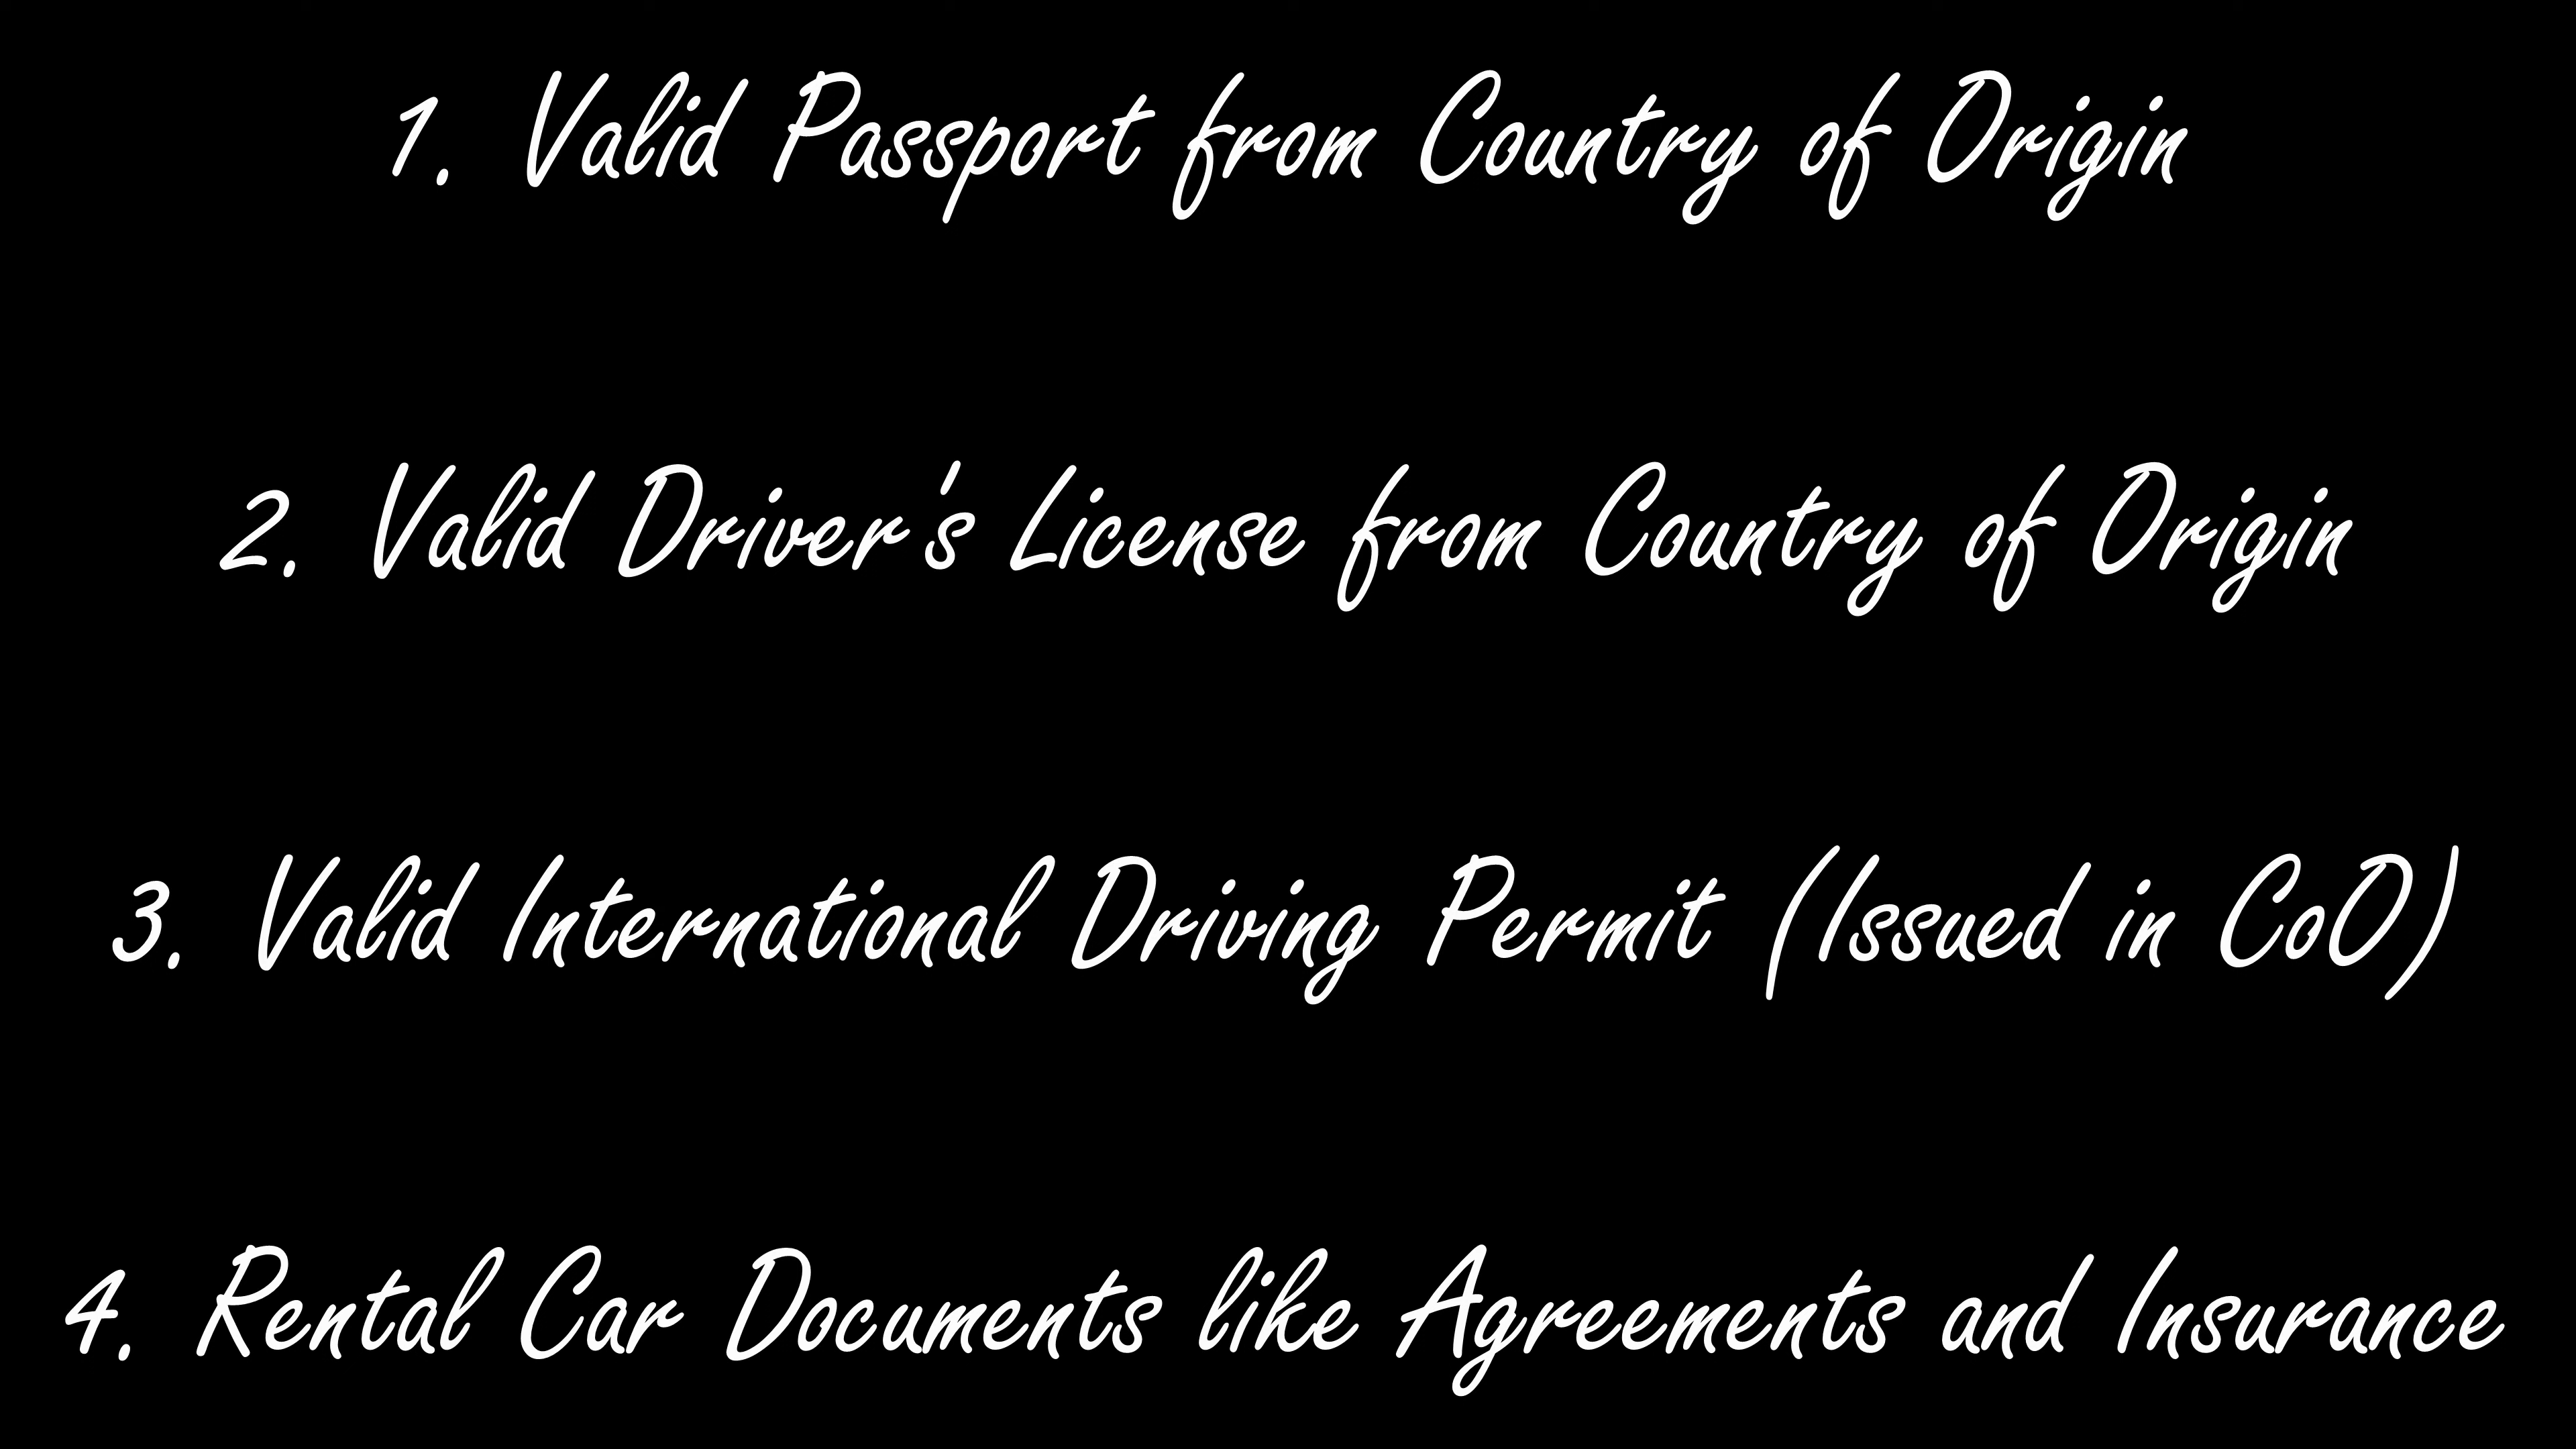 1. Valid Passport from Country of Origin
2. Valid Driver's License from Country of Origin
3. Valid International Driving Permit (Issued in CoO)
4. Rental Car Documents like Agreements and Insurance